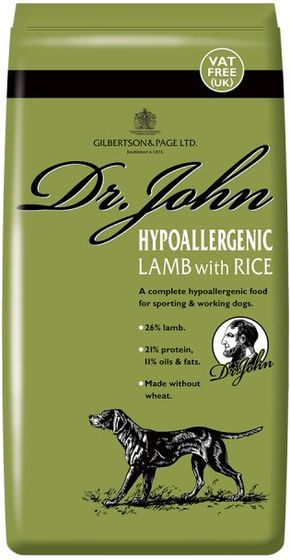 VAT
FREE
(UK)
GILBERTSON & PAGE LTD.
Established in 1873.
Dr. John
HYPOALLERGENIC
LAMB with RICE
A complete hypoallergenic food
for sporting & working dogs.
• 26% lamb.
• 21% protein,
11% oils & fats.
• Made without
wheat.
Dr. John